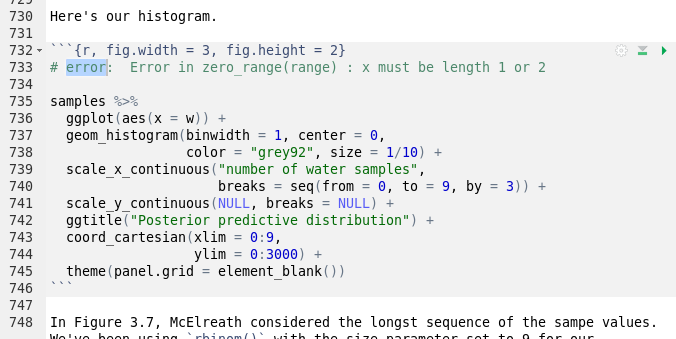 729
730 Here's our histogram.
731
732 ```{r, fig.width = 3, fig.height = 2}
733 # error:  Error in zero_range(range) : x must be length 1 or 2
734
735 samples %>%
736   ggplot(aes(x = w)) +
737   geom_histogram(binwidth = 1, center = 0,
738                  color = "grey92", size = 1/10) +
739   scale_x_continuous("number of water samples",
740                      breaks = seq(from = 0, to = 9, by = 3)) +
741   scale_y_continuous(NULL, breaks = NULL) +
742   ggtitle("Posterior predictive distribution") +
743   coord_cartesian(xlim = 0:9,
744                   ylim = 0:3000) +
745   theme(panel.grid = element_blank())
746 ```
747
748 In Figure 3.7, McElreath considered the longst sequence of the sampe values.
We've been using `rbinom()` with the size parameter set to 9 for our